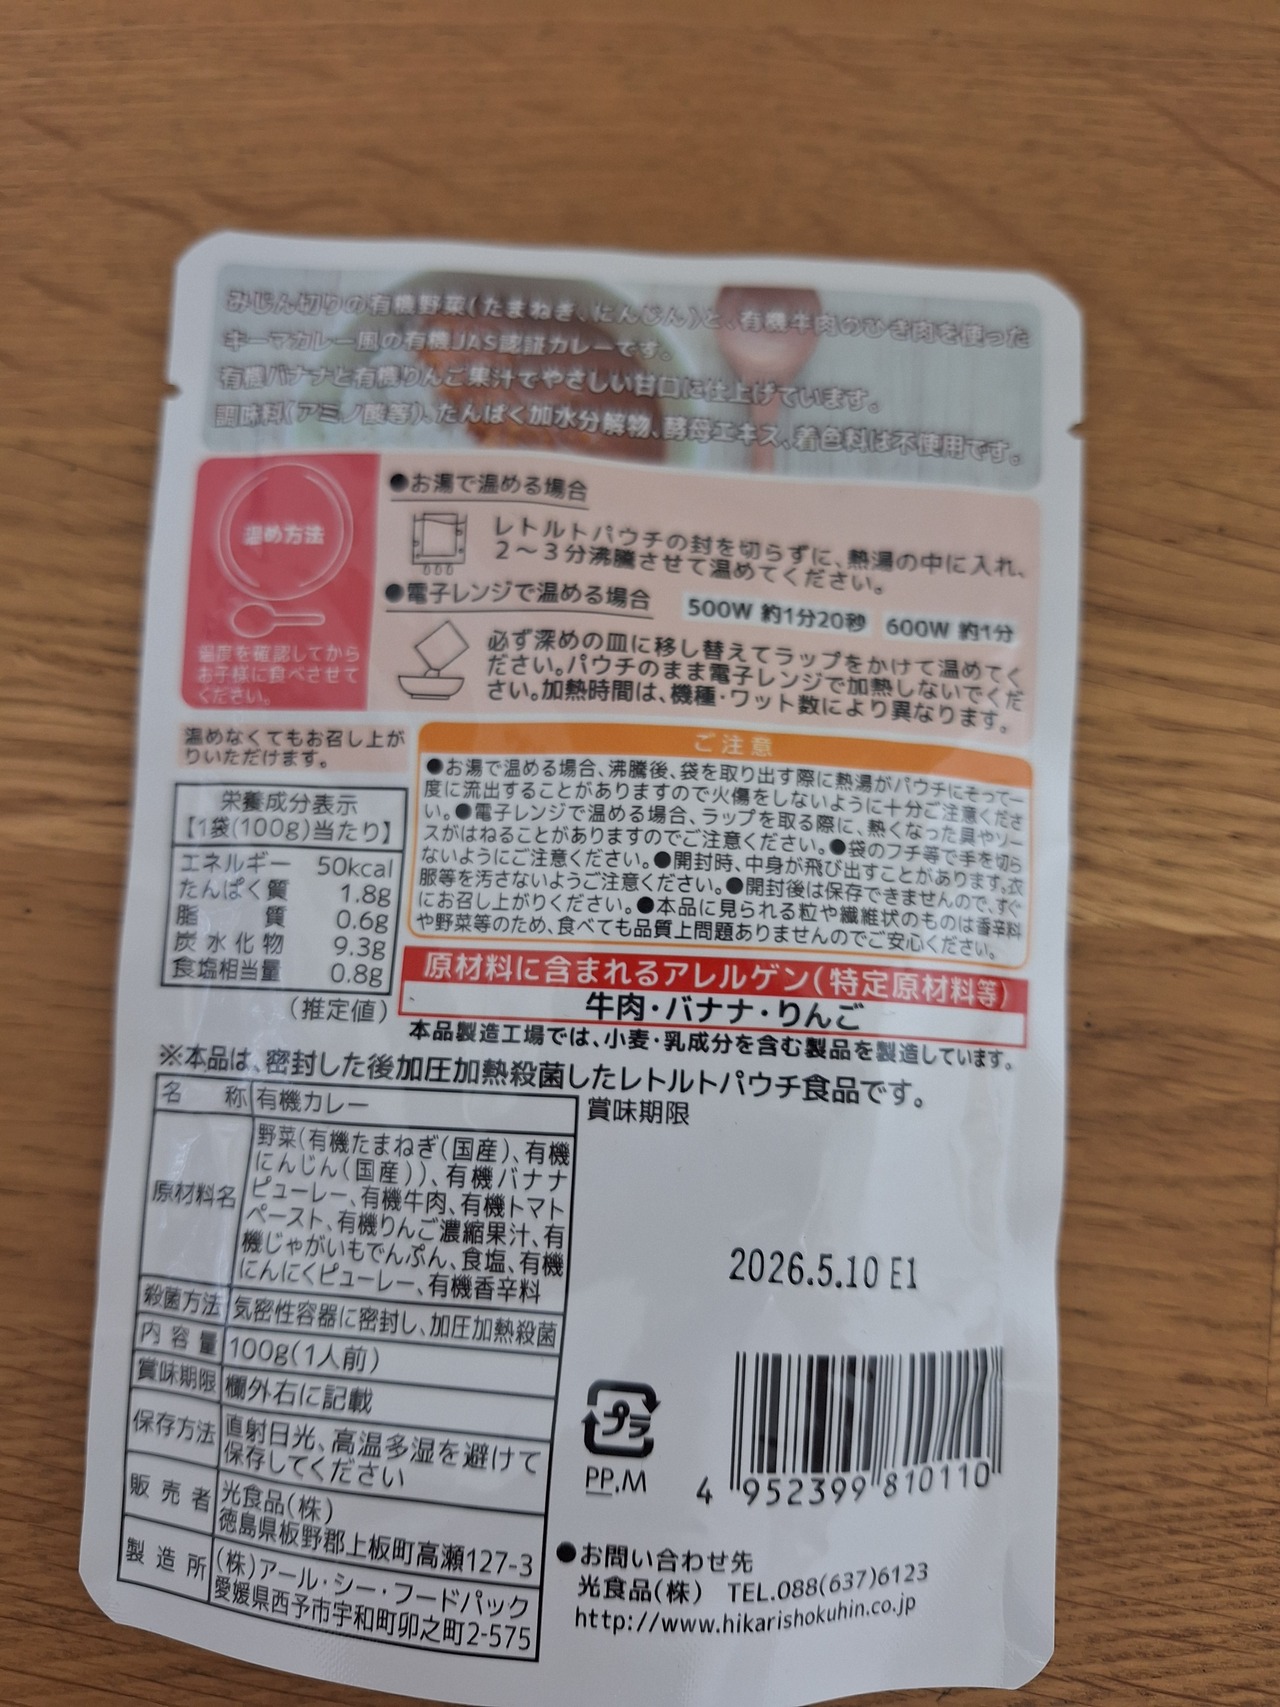 みじん切りの有機野菜(たまねぎ、にんじん)と、有機牛肉のひき肉を使った
キーマカレー風の有機JAS認証カレーです。
有機バナナと有機りんご果汁でやさしい甘口に仕上げています。
調味料(アミノ酸等)、たんぱく加水分解物、酵母エキス、着色料は不使用です。
温め方法
温度を確認してから
お子様に食べさせて
ください。
●お湯で温める場合
レトルトパウチの封を切らずに、熱湯の中に入れ、
2～3分沸騰させて温めてください。
●電子レンジで温める場合 500W 約1分20秒 600W 約1分
必ず深めの皿に移し替えてラップをかけて温めてく
ださい。パウチのまま電子レンジで加熱しないでくだ
さい。加熱時間は、機種・ワット数により異なります。
温めなくてもお召し上が
りいただけます。
ご注意
●お湯で温める場合、沸騰後、袋を取り出す際に熱湯がパウチにそって一
度に流出することがありますので火傷をしないように十分ご注意くださ
い。●電子レンジで温める場合、ラップを取る際に、熱くなった具やソー
スがはねることがありますのでご注意ください。●袋のフチ等で手を切ら
ないようにご注意ください。●開封時、中身が飛び出すことがあります。衣
服等を汚さないようご注意ください。●開封後は保存できませんので、すぐ
にお召し上がりください。●本品に見られる粒や繊維状のものは香辛料
や野菜等のため、食べても品質上問題ありませんのでご安心ください。
栄養成分表示
【1袋(100g)当たり】
エネルギー 50kcal
たんぱく質 1.8g
脂質 0.6g
炭水化物 9.3g
食塩相当量 0.8g
(推定値)
原材料に含まれるアレルゲン(特定原材料等)
牛肉・バナナ・りんご
本品製造工場では、小麦・乳成分を含む製品を製造しています。
※本品は、密封した後加圧加熱殺菌したレトルトパウチ食品です。
名称 有機カレー
原材料名 野菜(有機たまねぎ(国産)、有機
にんじん(国産))、有機バナナ
ピューレー、有機牛肉、有機トマト
ペースト、有機りんご濃縮果汁、有
機じゃがいもでんぷん、食塩、有機
にんにくピューレー、有機香辛料
殺菌方法 気密性容器に密封し、加圧加熱殺菌
内容量 100g(1人前)
賞味期限 欄外右に記載
保存方法 直射日光、高温多湿を避けて
保存してください
販売者 光食品(株)
徳島県板野郡上板町高瀬127-3
製造所 (株)アール・シー・フードパック
愛媛県西予市宇和町卯之町2-575
賞味期限
2026.5.10 E1
プラ
PP,M
4 952399 810110
●お問い合わせ先
光食品(株) TEL.088(637)6123
http://www.hikarishokuhin.co.jp